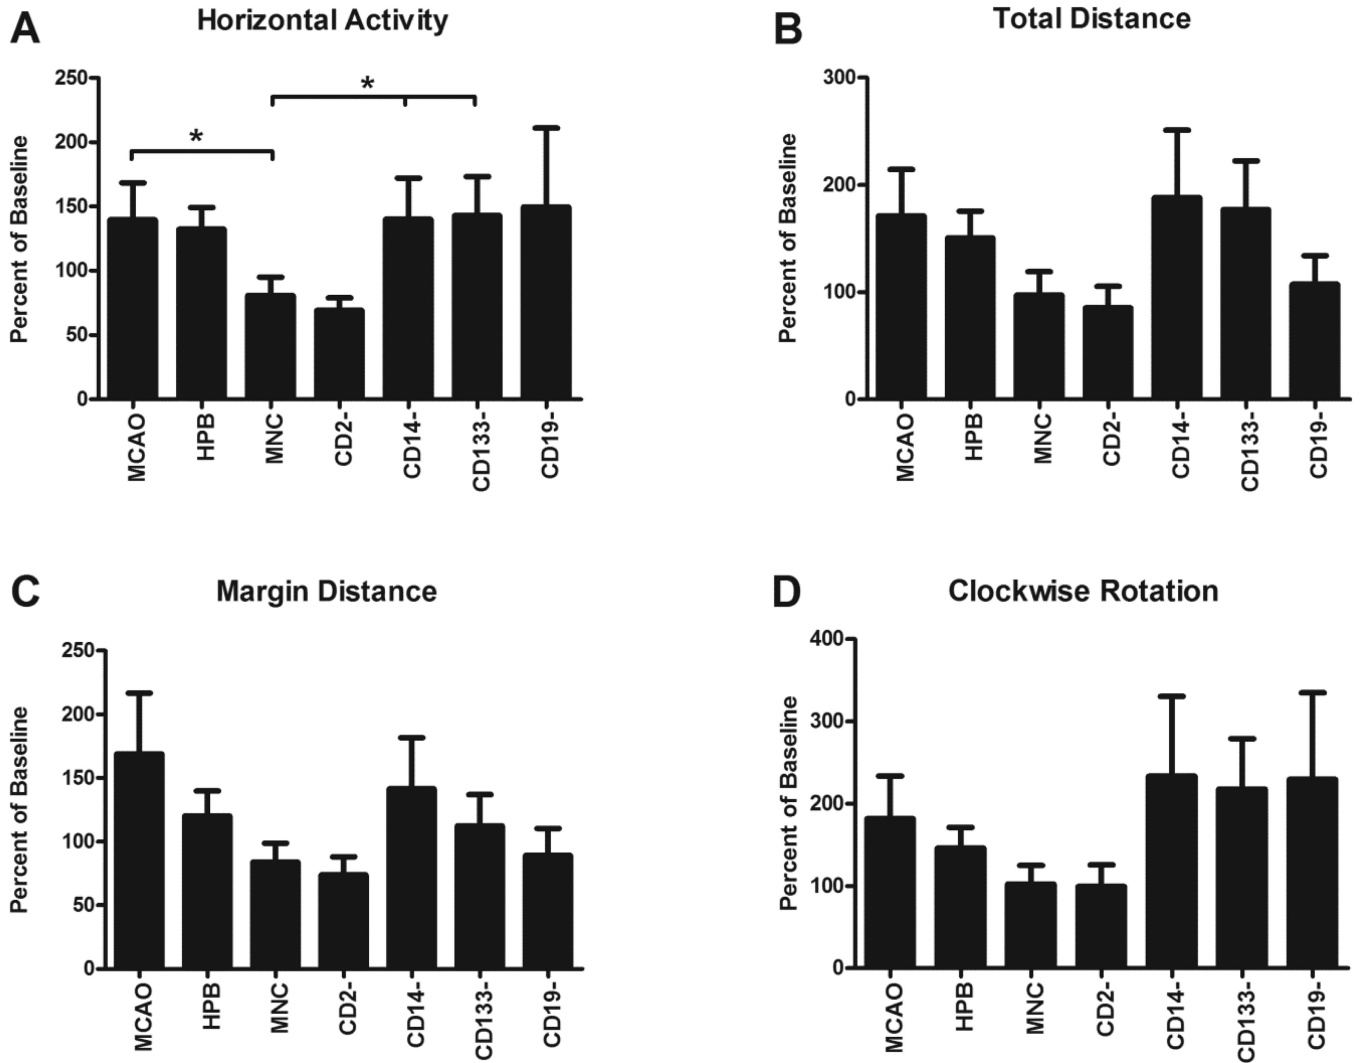 A
Horizontal Activity
Percent of Baseline
250
200
150
100
50
0
*
*
MCAO
HPB
MNC
CD2-
CD14-
CD133-
CD19-
B
Total Distance
Percent of Baseline
300
200
100
0
MCAO
HPB
MNC
CD2-
CD14-
CD133-
CD19-
C
Margin Distance
Percent of Baseline
250
200
150
100
50
0
MCAO
HPB
MNC
CD2-
CD14-
CD133-
CD19-
D
Clockwise Rotation
Percent of Baseline
400
300
200
100
0
MCAO
HPB
MNC
CD2-
CD14-
CD133-
CD19-